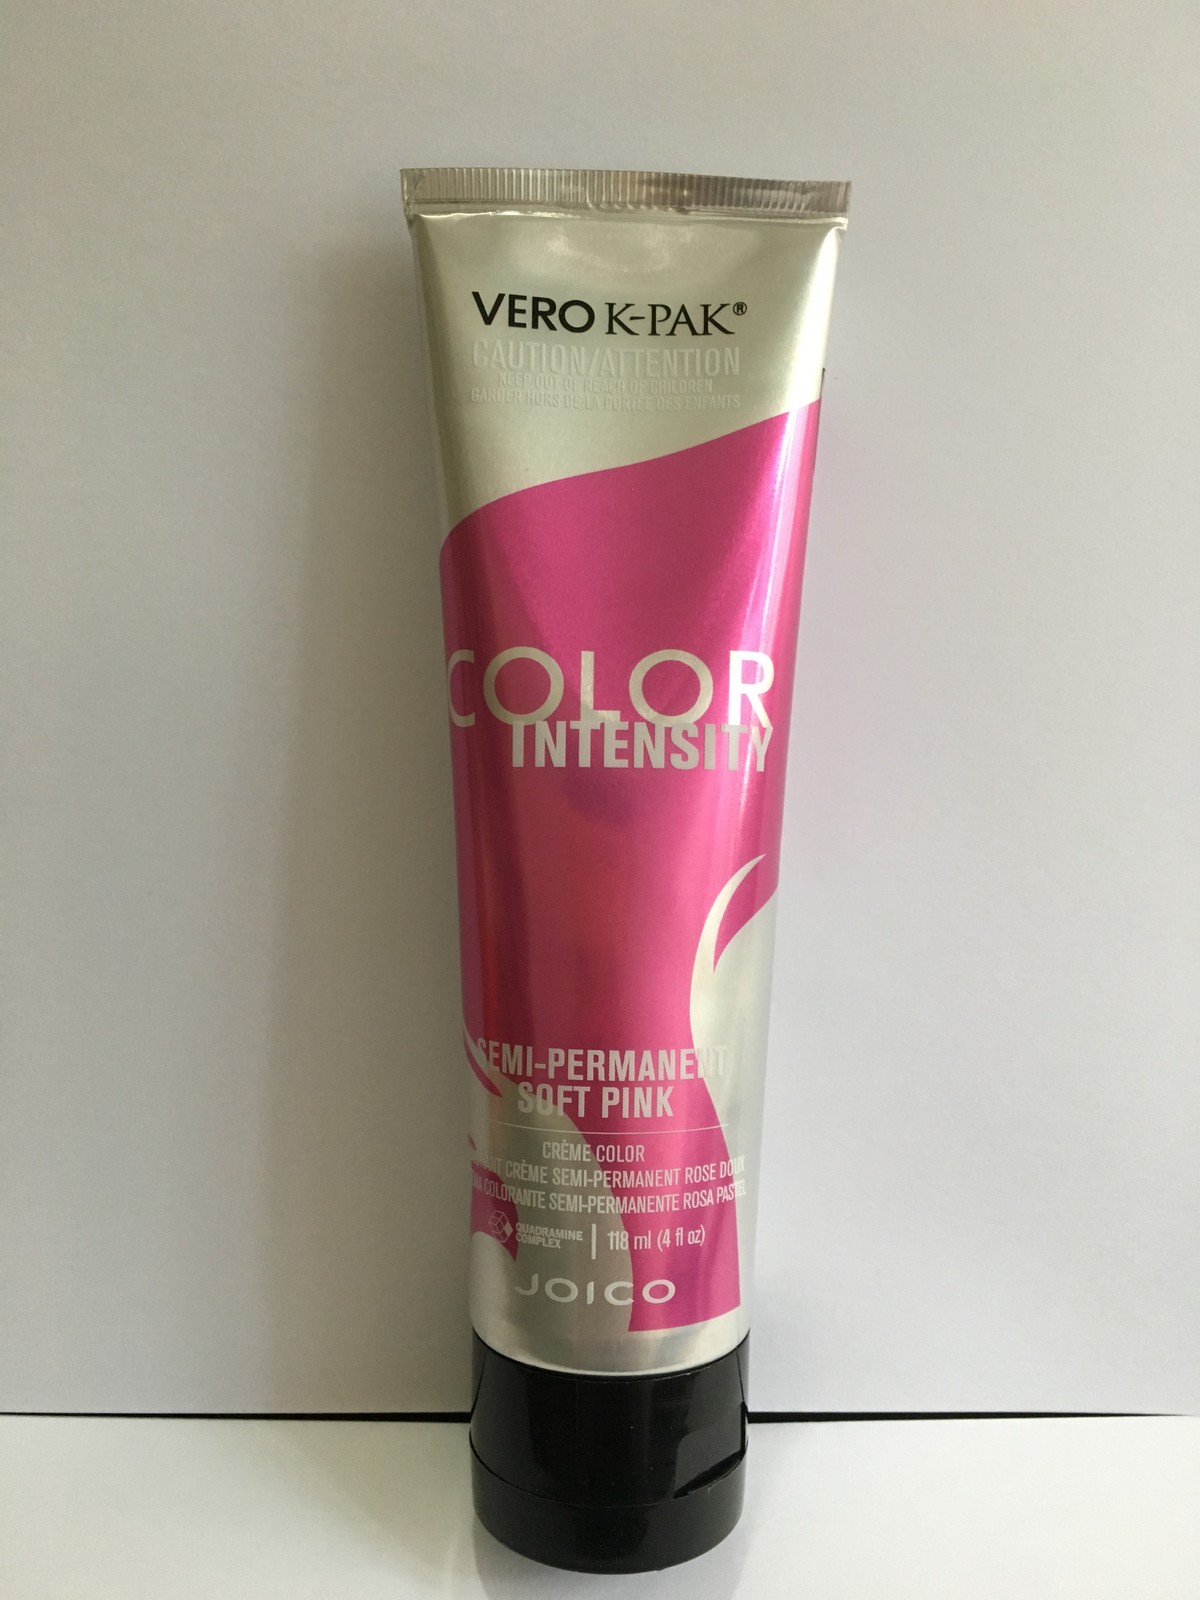 VERO K-PAK®
CAUTION/ATTENTION
KEEP OUT OF REACH OF CHILDREN
GARDER HORS DE LA PORTÉE DES ENFANTS
COLOR
INTENSITY
SEMI-PERMANENT
SOFT PINK
CRÈME COLOR
CRÈME SEMI-PERMANENT ROSE DOUX
COLORANTE SEMI-PERMANENTE ROSA PASTEL
QUADRAMINE
COMPLEX
118 ml (4 fl oz)
JOICO